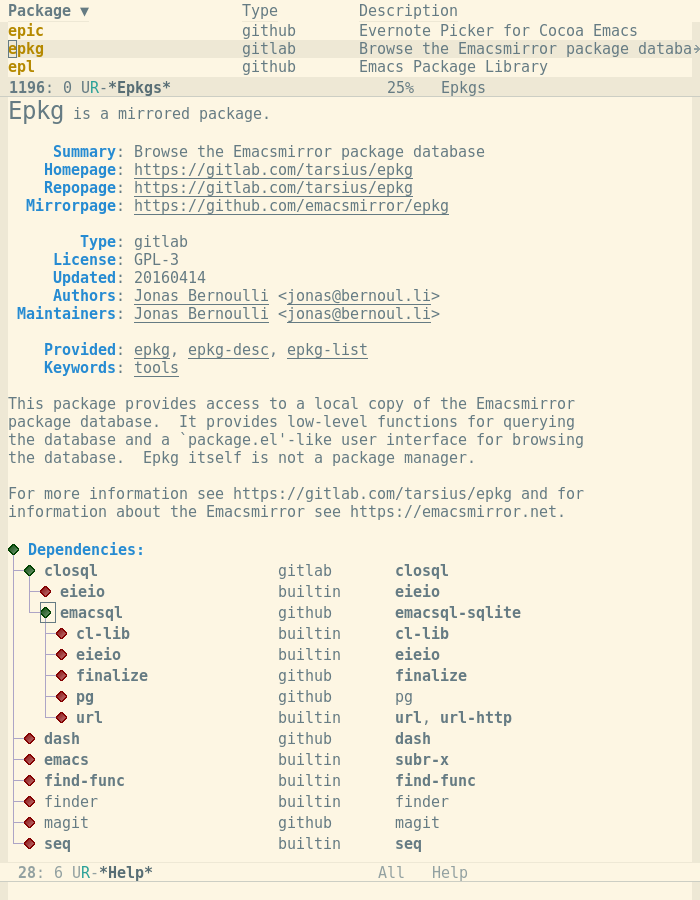 Package ▼ Type Description
epic github Evernote Picker for Cocoa Emacs
epkg gitlab Browse the Emacsmirror package databa→
epl github Emacs Package Library
1196: 0 UR-*Epkgs* 25% Epkgs
Epkg is a mirrored package.
Summary: Browse the Emacsmirror package database
Homepage: https://gitlab.com/tarsius/epkg
Repopage: https://gitlab.com/tarsius/epkg
Mirrorpage: https://github.com/emacsmirror/epkg
Type: gitlab
License: GPL-3
Updated: 20160414
Authors: Jonas Bernoulli <jonas@bernoul.li>
Maintainers: Jonas Bernoulli <jonas@bernoul.li>
Provided: epkg, epkg-desc, epkg-list
Keywords: tools
This package provides access to a local copy of the Emacsmirror
package database.  It provides low-level functions for querying
the database and a `package.el'-like user interface for browsing
the database.  Epkg itself is not a package manager.
For more information see https://gitlab.com/tarsius/epkg and for
information about the Emacsmirror see https://emacsmirror.net.
Dependencies:
closql gitlab closql
eieio builtin eieio
emacsql github emacsql-sqlite
cl-lib builtin cl-lib
eieio builtin eieio
finalize github finalize
pg github pg
url builtin url, url-http
dash github dash
emacs builtin subr-x
find-func builtin find-func
finder builtin finder
magit github magit
seq builtin seq
28: 6 UR-*Help* All Help